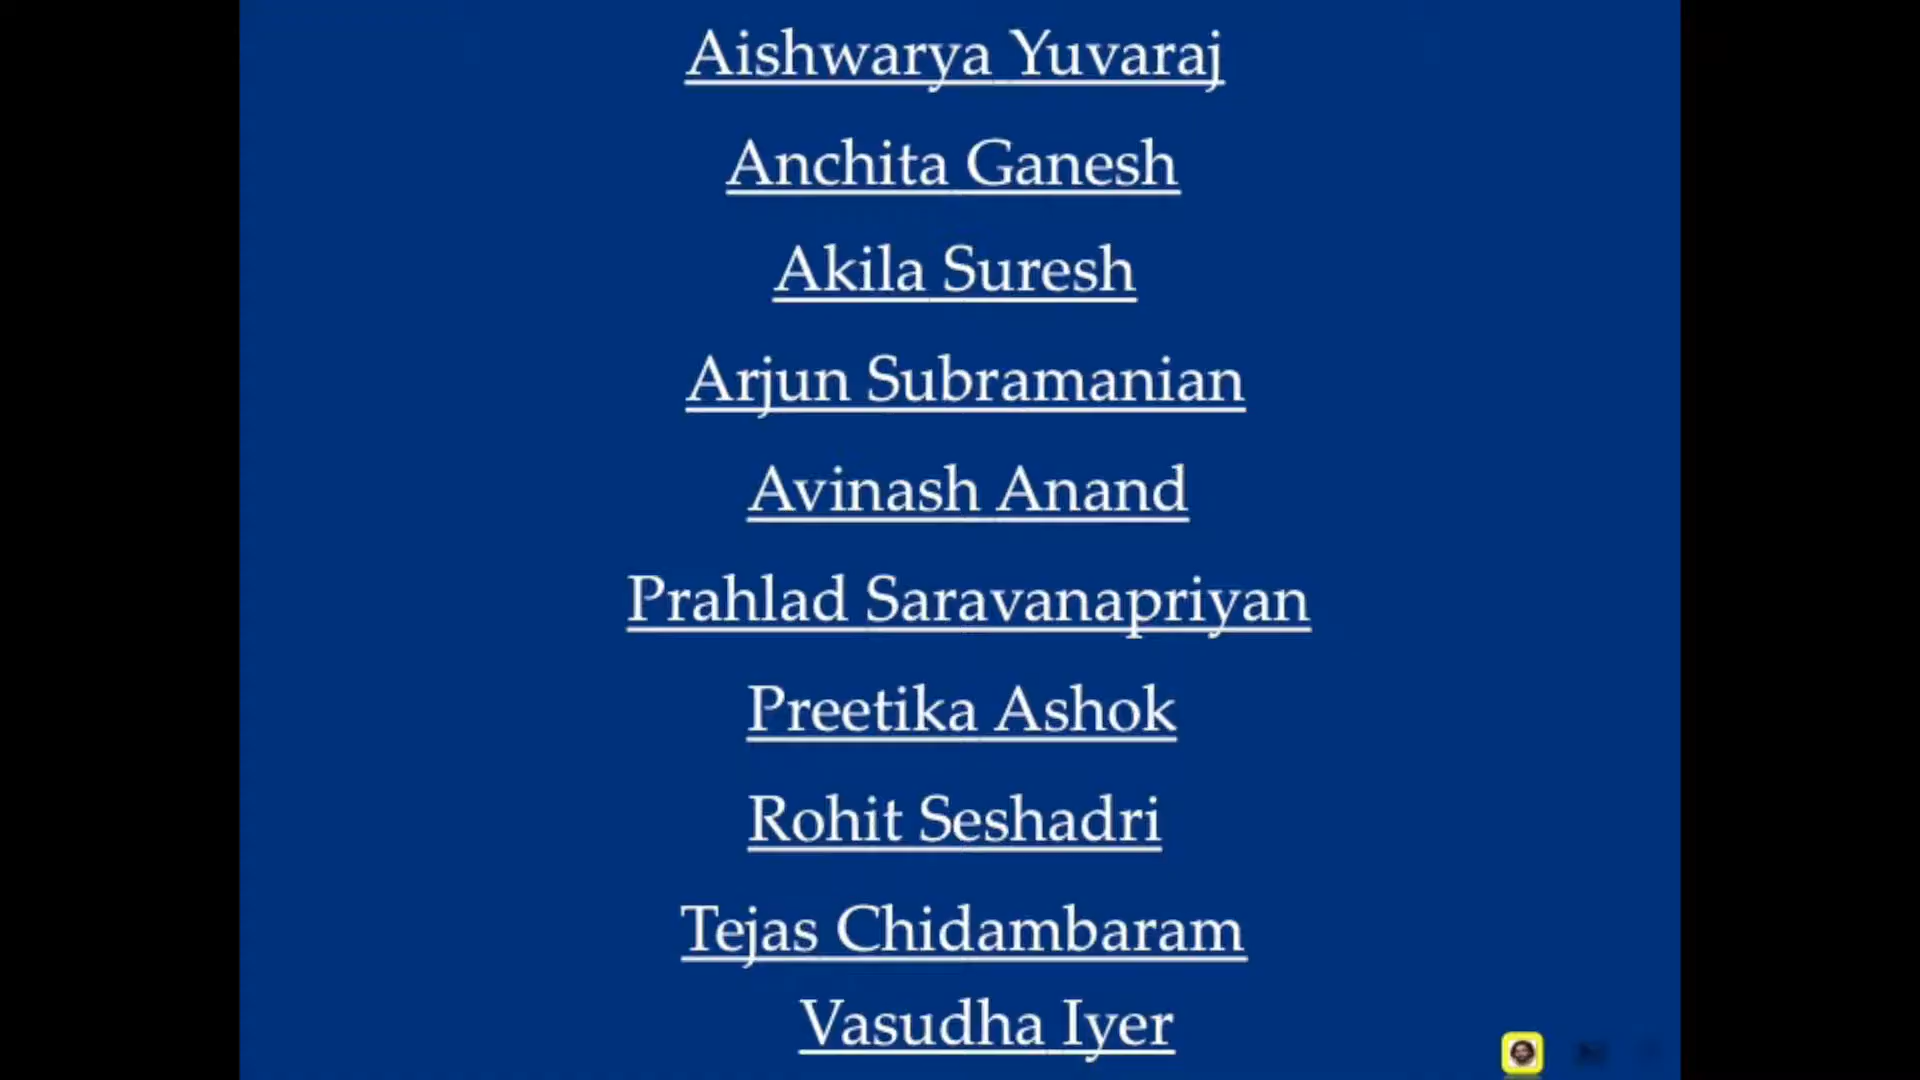 Aishwarya Yuvaraj
Anchita Ganesh
Akila Suresh
Arjun Subramanian
Avinash Anand
Prahlad Saravanapriyan
Preetika Ashok
Rohit Seshadri
Tejas Chidambaram
Vasudha Iyer